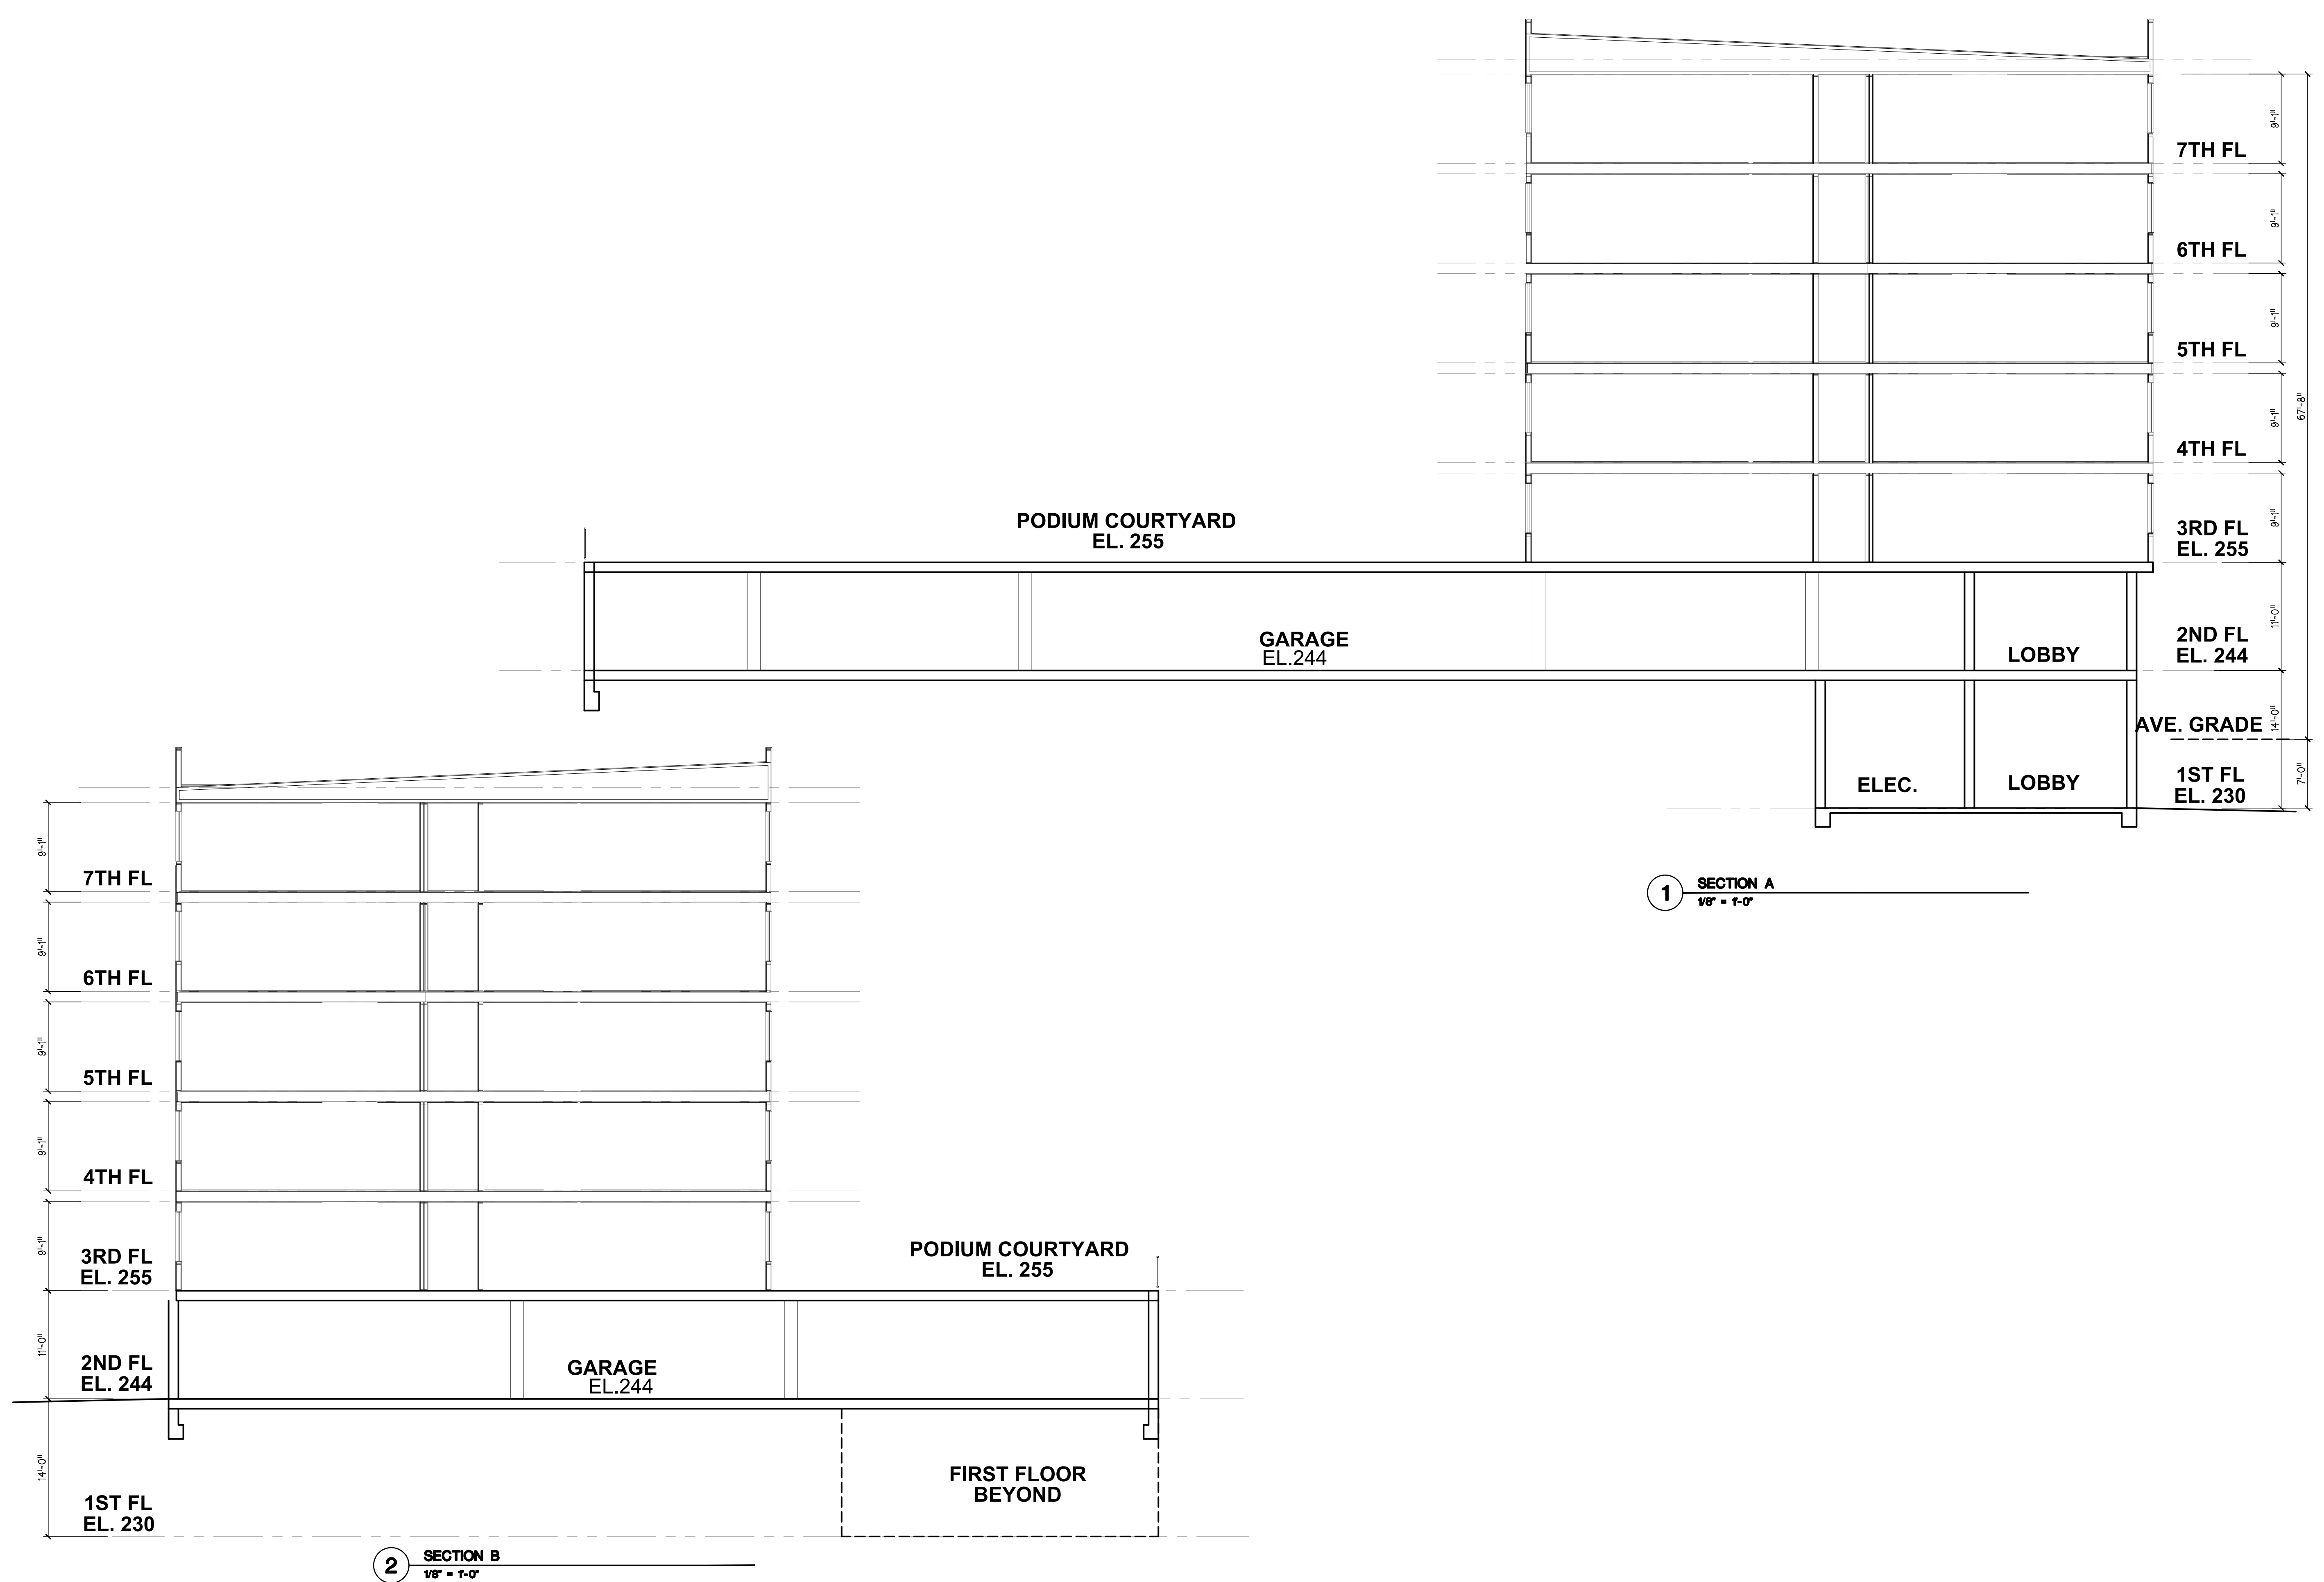 9'-1"
7TH FL
9'-1"
6TH FL
9'-1"
5TH FL
67'-8"
9'-1"
4TH FL
9'-1"
PODIUM COURTYARD
EL. 255
3RD FL
EL. 255
11'-0"
GARAGE
EL.244
LOBBY
2ND FL
EL. 244
AVE. GRADE
14'-0"
ELEC.
LOBBY
1ST FL
EL. 230
7'-0"
1
SECTION A
1/8" = 1'-0"
9'-1"
7TH FL
9'-1"
6TH FL
9'-1"
5TH FL
9'-1"
4TH FL
9'-1"
3RD FL
EL. 255
PODIUM COURTYARD
EL. 255
11'-0"
2ND FL
EL. 244
GARAGE
EL.244
14'-0"
FIRST FLOOR
BEYOND
1ST FL
EL. 230
2
SECTION B
1/8" = 1'-0"